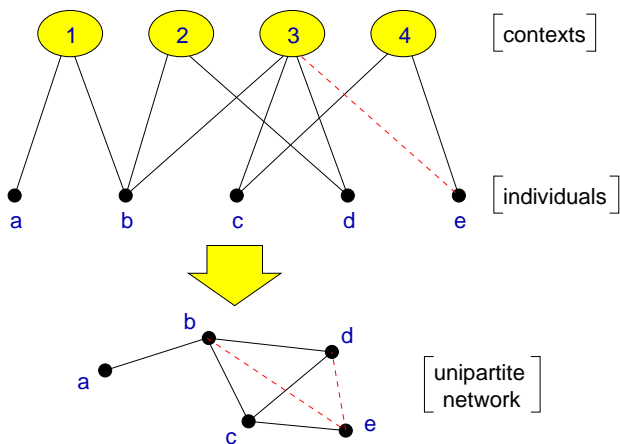 1 2 3 4
[contexts]
a b c d e
[individuals]
b
d
a
c
e
[unipartite
network]